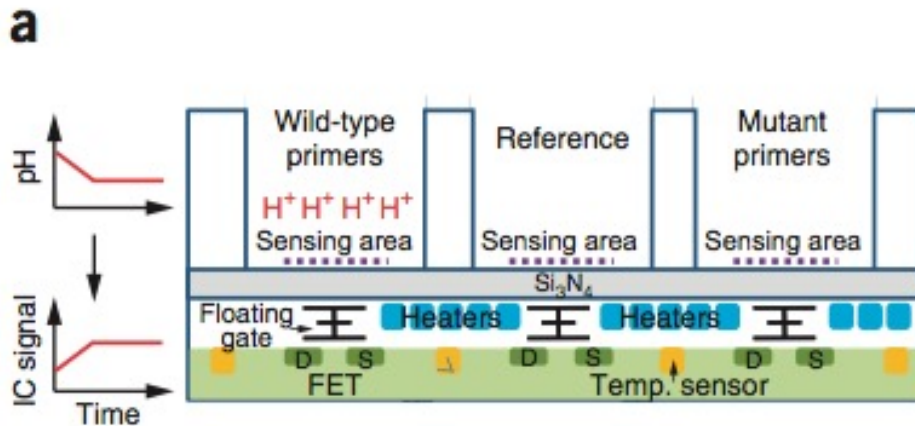 a
pH
IC signal
Time
Wild-type
primers
H⁺ H⁺ H⁺ H⁺
Sensing area
Reference
Sensing area
Mutant
primers
Sensing area
Si₃N₄
Floating
gate
Heaters
Heaters
D
S
D
S
D
S
FET
Temp. sensor